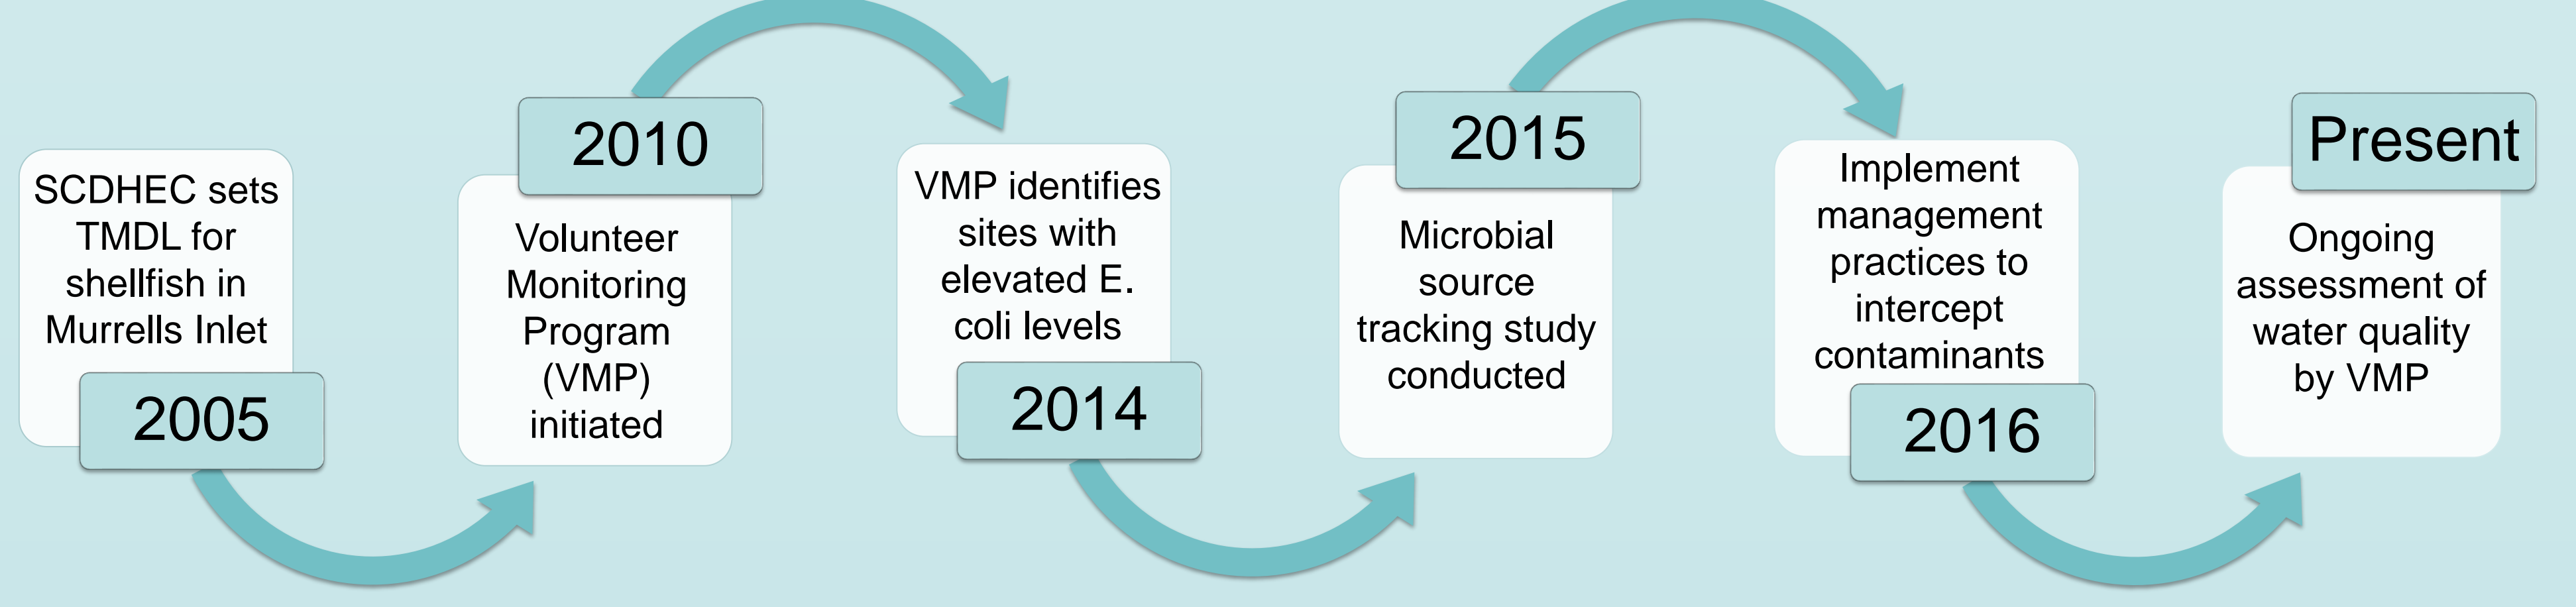 SCDHEC sets
TMDL for
shellfish in
Murrells Inlet
2005
2010
Volunteer
Monitoring
Program
(VMP)
initiated
VMP identifies
sites with
elevated E.
coli levels
2014
2015
Microbial
source
tracking study
conducted
Implement
management
practices to
intercept
contaminants
2016
Present
Ongoing
assessment of
water quality
by VMP